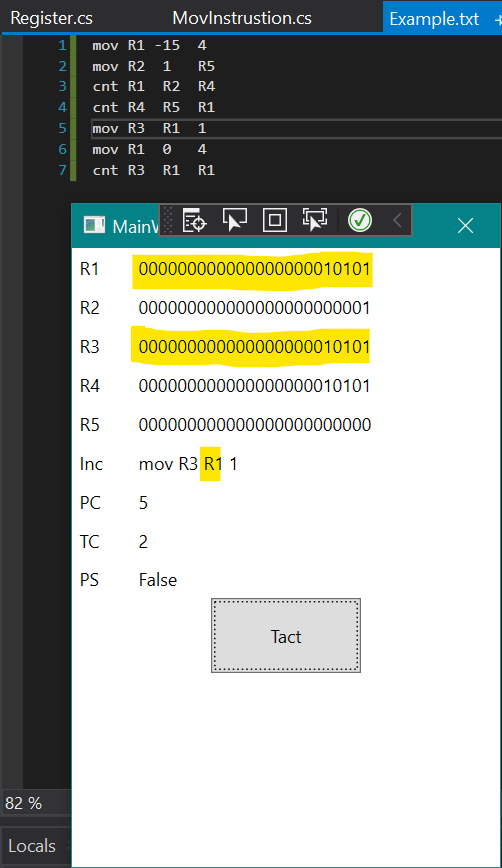 Register.cs MovInstrustion.cs Example.txt
1 mov R1 -15 4
2 mov R2 1 R5
3 cnt R1 R2 R4
4 cnt R4 R5 R1
5 mov R3 R1 1
6 mov R1 0 4
7 cnt R3 R1 R1
MainV
R1 000000000000000000010101
R2 000000000000000000000001
R3 000000000000000000010101
R4 000000000000000000010101
R5 000000000000000000000000
Inc mov R3 R1 1
PC 5
TC 2
PS False
Tact
82 %
Locals